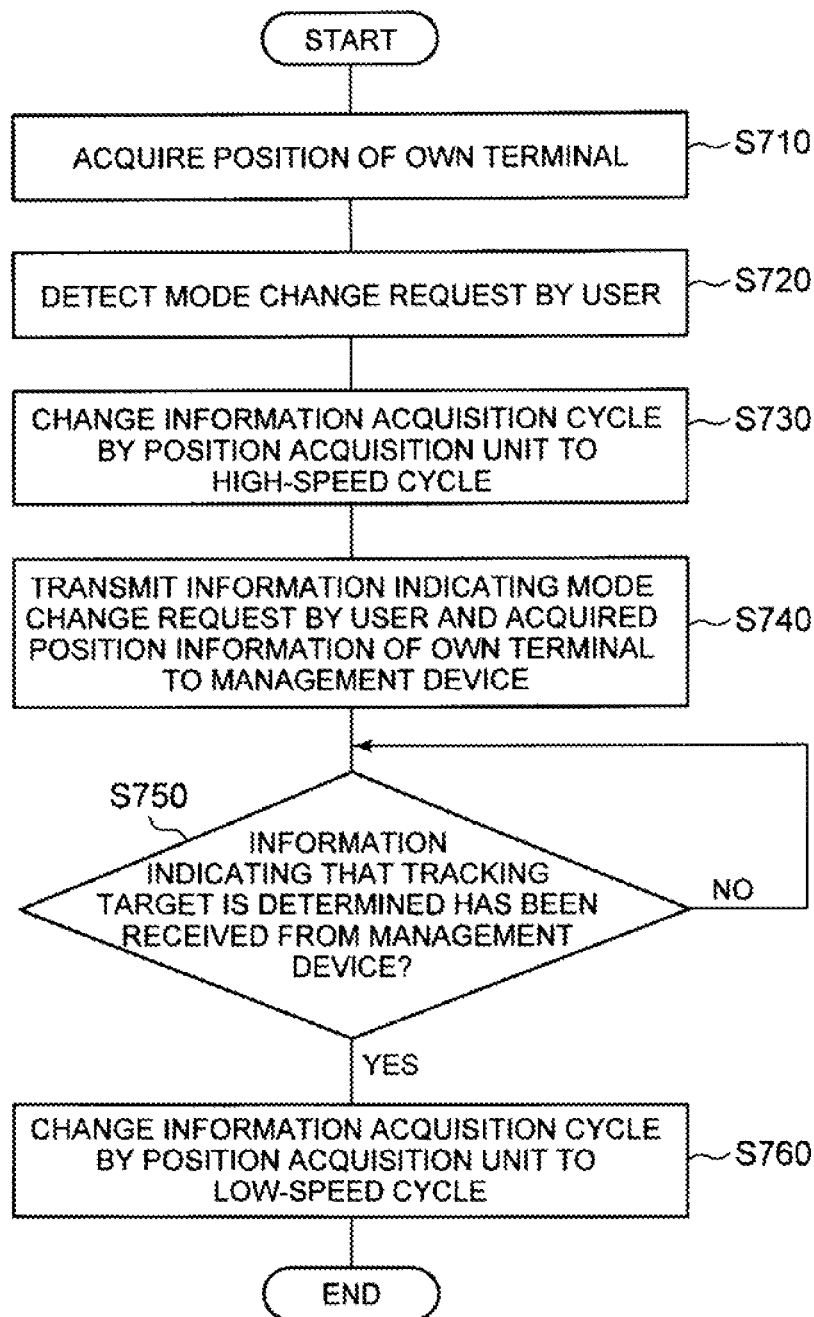 START
ACQUIRE POSITION OF OWN TERMINAL
S710
DETECT MODE CHANGE REQUEST BY USER
S720
CHANGE INFORMATION ACQUISITION CYCLE
BY POSITION ACQUISITION UNIT TO
HIGH-SPEED CYCLE
S730
TRANSMIT INFORMATION INDICATING MODE
CHANGE REQUEST BY USER AND ACQUIRED
POSITION INFORMATION OF OWN TERMINAL
TO MANAGEMENT DEVICE
S740
S750
INFORMATION
INDICATING THAT TRACKING
TARGET IS DETERMINED HAS BEEN
RECEIVED FROM MANAGEMENT
DEVICE?
NO
YES
CHANGE INFORMATION ACQUISITION CYCLE
BY POSITION ACQUISITION UNIT TO
LOW-SPEED CYCLE
S760
END